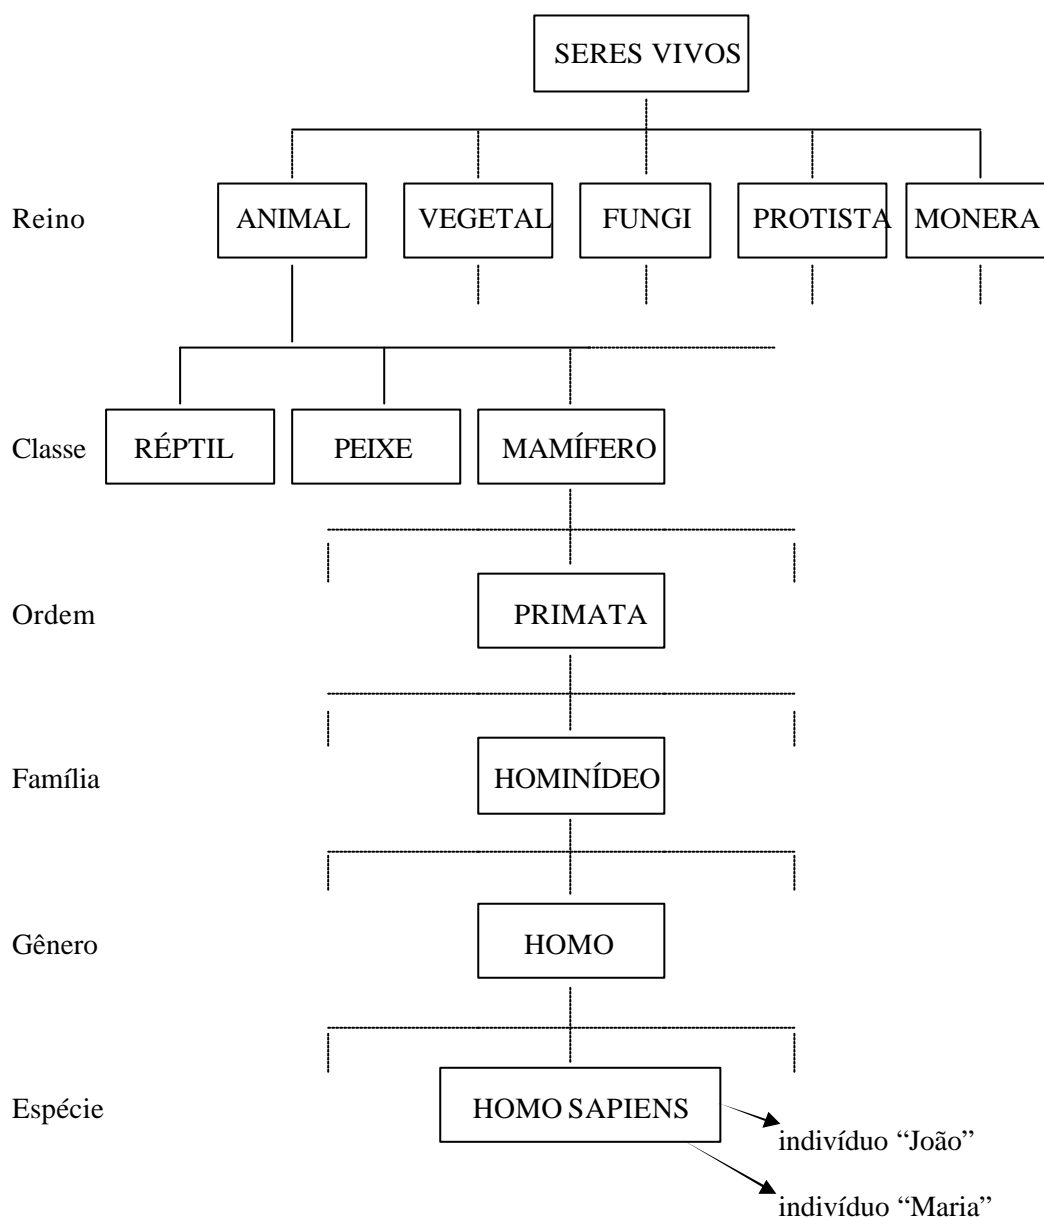 SERES VIVOS
Reino ANIMAL VEGETAL FUNGI PROTISTA MONERA
Classe RÉPTIL PEIXE MAMÍFERO
Ordem PRIMATA
Família HOMINÍDEO
Gênero HOMO
Espécie HOMO SAPIENS
indivíduo “João”
indivíduo “Maria”